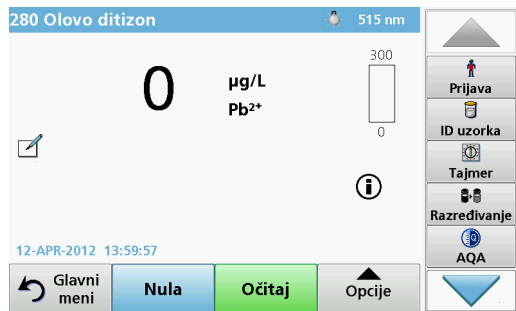 280 Olovo ditizon
515 nm
0
µg/L
Pb²⁺
300
0
12-APR-2012 13:59:57
Glavni
meni
Nula
Očitaj
Opcije
Prijava
ID uzorka
Tajmer
Razređivanje
AQA